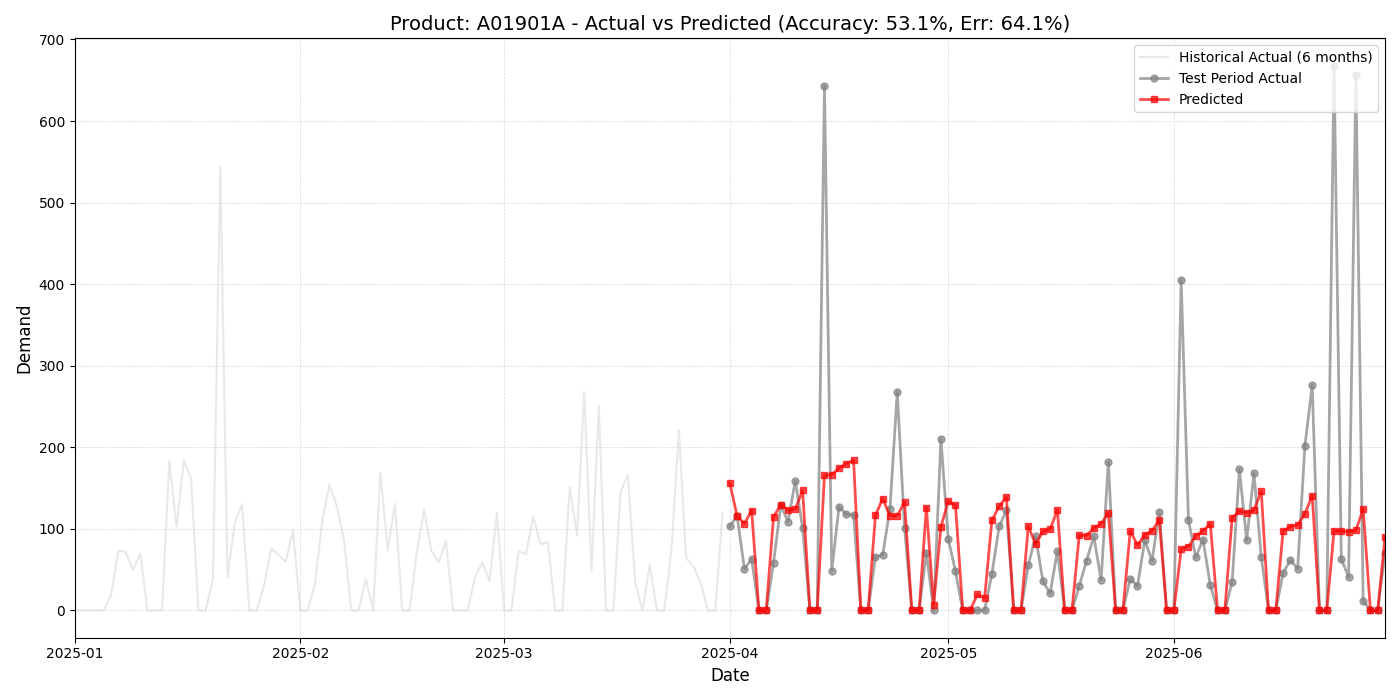 Product: A01901A - Actual vs Predicted (Accuracy: 53.1%, Err: 64.1%)
Historical Actual (6 months)
Test Period Actual
Predicted
700
600
500
400
300
200
100
0
Demand
2025-01
2025-02
2025-03
2025-04
2025-05
2025-06
Date